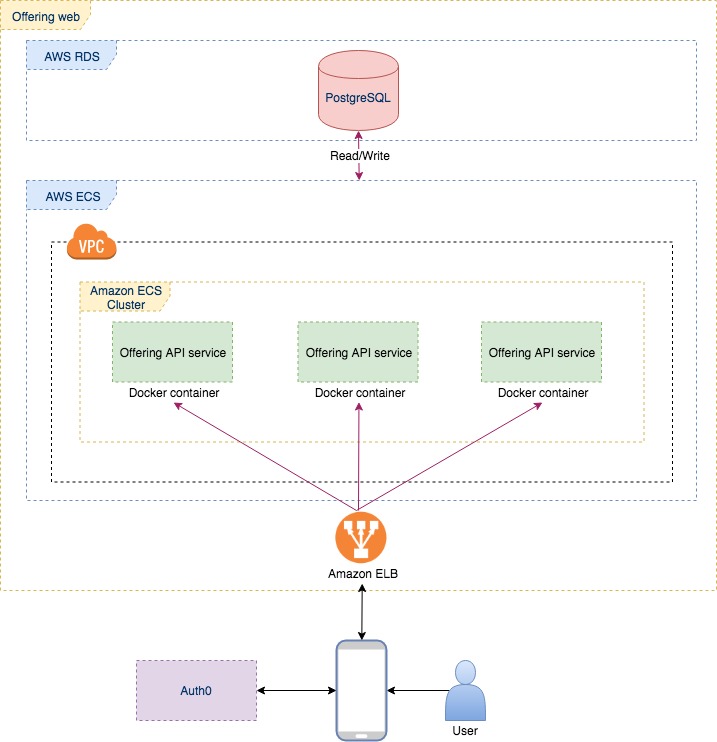 Offering web
AWS RDS
PostgreSQL
Read/Write
AWS ECS
VPC
Amazon ECS
Cluster
Offering API service
Offering API service
Offering API service
Docker container
Docker container
Docker container
Amazon ELB
Auth0
User